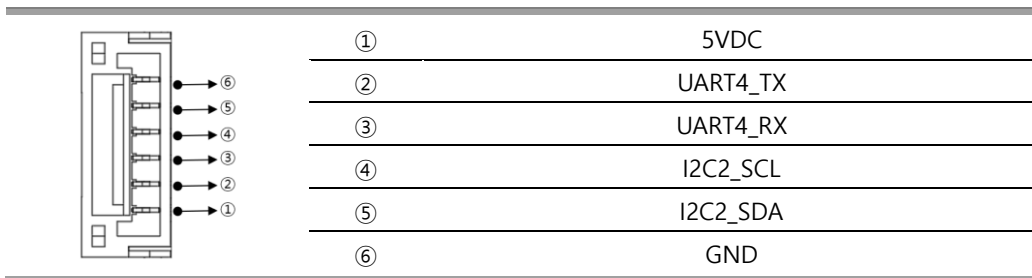 ⑥
⑤
④
③
②
①
① 5VDC
② UART4_TX
③ UART4_RX
④ I2C2_SCL
⑤ I2C2_SDA
⑥ GND